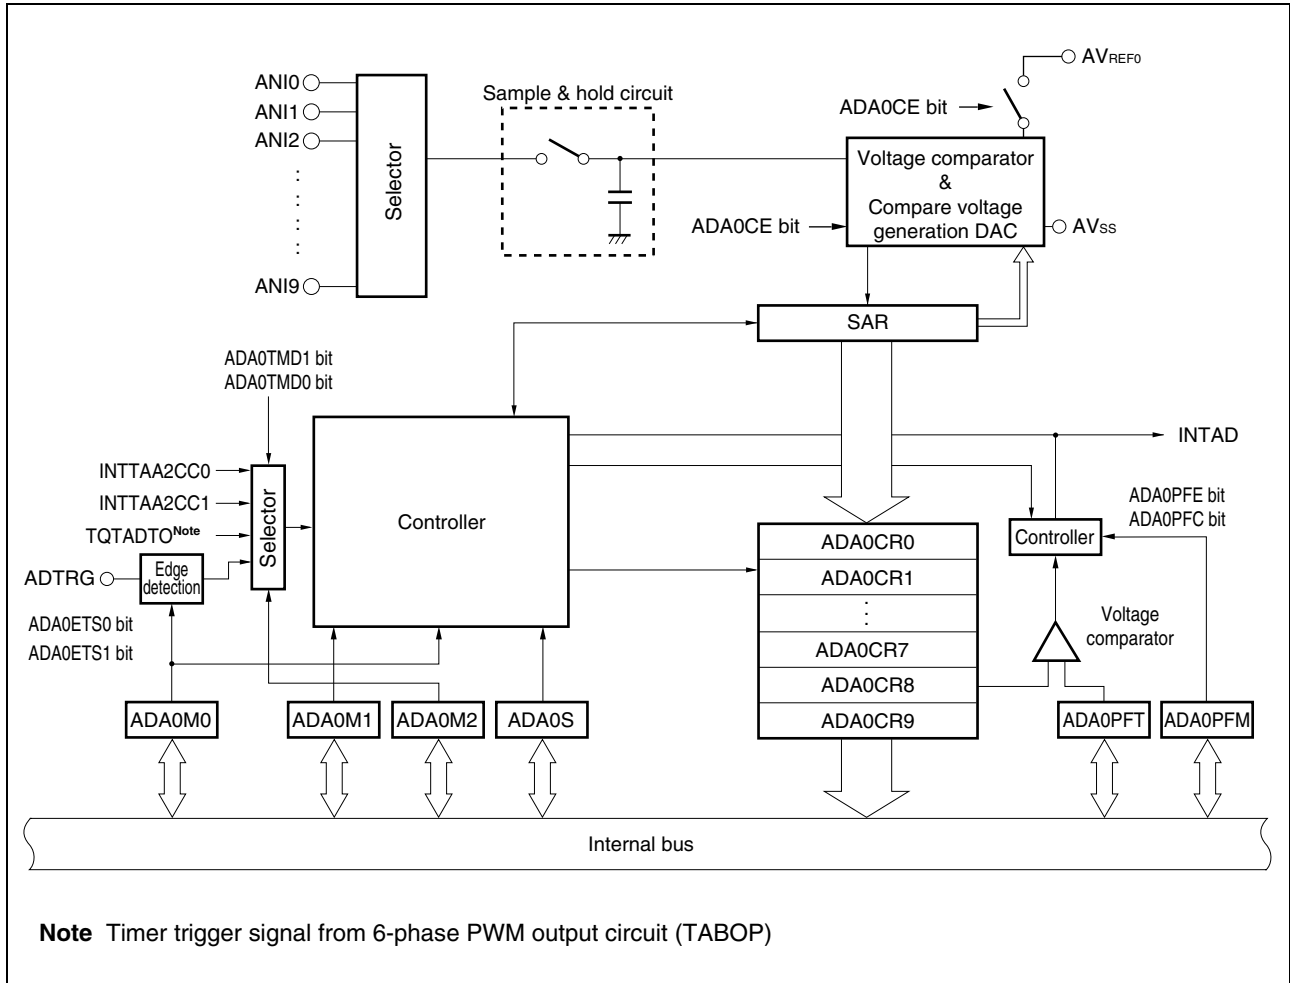 AVREF0
ANI0
ANI1
ANI2
ANI9
Selector
Sample & hold circuit
ADA0CE bit
Voltage comparator
&
Compare voltage
generation DAC
ADA0CE bit
AVSS
SAR
ADA0TMD1 bit
ADA0TMD0 bit
INTTAA2CC0
INTTAA2CC1
TQTADTO Note
ADTRG
Edge
detection
Selector
Controller
ADA0ETS0 bit
ADA0ETS1 bit
INTAD
ADA0PFE bit
ADA0PFC bit
Controller
Voltage
comparator
ADA0CR0
ADA0CR1
ADA0CR7
ADA0CR8
ADA0CR9
ADA0M0
ADA0M1
ADA0M2
ADA0S
ADA0PFT
ADA0PFM
Internal bus
Note Timer trigger signal from 6-phase PWM output circuit (TABOP)